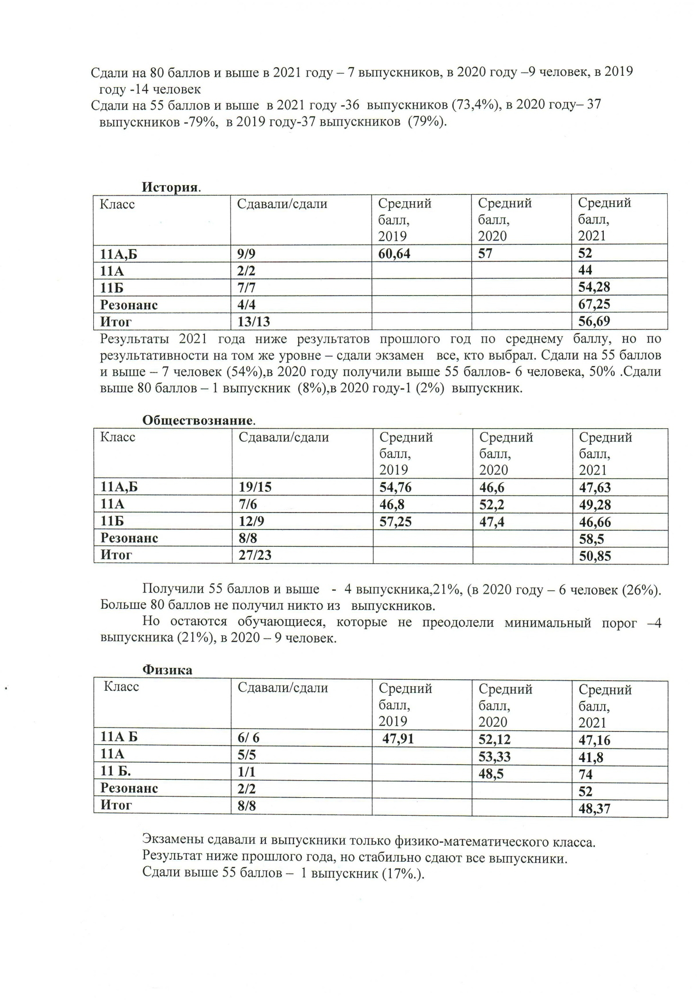 Сдали на 80 баллов и выше в 2021 году – 7 выпускников, в 2020 году –9 человек, в 2019
году -14 человек
Сдали на 55 баллов и выше в 2021 году -36 выпускников (73,4%), в 2020 году– 37
выпускников -79%, в 2019 году-37 выпускников (79%).
История.
Класс Сдавали/сдали Средний балл, 2019 Средний балл, 2020 Средний балл, 2021
11А,Б 9/9 60,64 57 52
11А 2/2 44
11Б 7/7 54,28
Резонанс 4/4 67,25
Итог 13/13 56,69
Результаты 2021 года ниже результатов прошлого год по среднему баллу, но по
результативности на том же уровне – сдали экзамен все, кто выбрал. Сдали на 55 баллов
и выше – 7 человек (54%),в 2020 году получили выше 55 баллов- 6 человека, 50% .Сдали
выше 80 баллов – 1 выпускник (8%),в 2020 году-1 (2%) выпускник.
Обществознание.
Класс Сдавали/сдали Средний балл, 2019 Средний балл, 2020 Средний балл, 2021
11А,Б 19/15 54,76 46,6 47,63
11А 7/6 46,8 52,2 49,28
11Б 12/9 57,25 47,4 46,66
Резонанс 8/8 58,5
Итог 27/23 50,85
Получили 55 баллов и выше - 4 выпускника,21%, (в 2020 году – 6 человек (26%).
Больше 80 баллов не получил никто из выпускников.
Но остаются обучающиеся, которые не преодолели минимальный порог –4
выпускника (21%), в 2020 – 9 человек.
Физика
Класс Сдавали/сдали Средний балл, 2019 Средний балл, 2020 Средний балл, 2021
11А Б 6/ 6 47,91 52,12 47,16
11А 5/5 53,33 41,8
11 Б. 1/1 48,5 74
Резонанс 2/2 52
Итог 8/8 48,37
Экзамены сдавали и выпускники только физико-математического класса.
Результат ниже прошлого года, но стабильно сдают все выпускники.
Сдали выше 55 баллов – 1 выпускник (17%.).